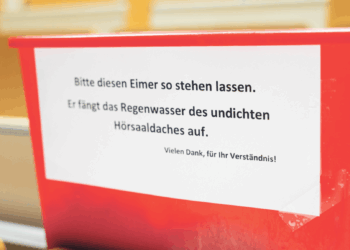 Bitte diesen Eimer so stehen lassen.
Er fängt das Regenwasser des undichten
Hörsaaldaches auf.
Vielen Dank, für Ihr Verständnis!